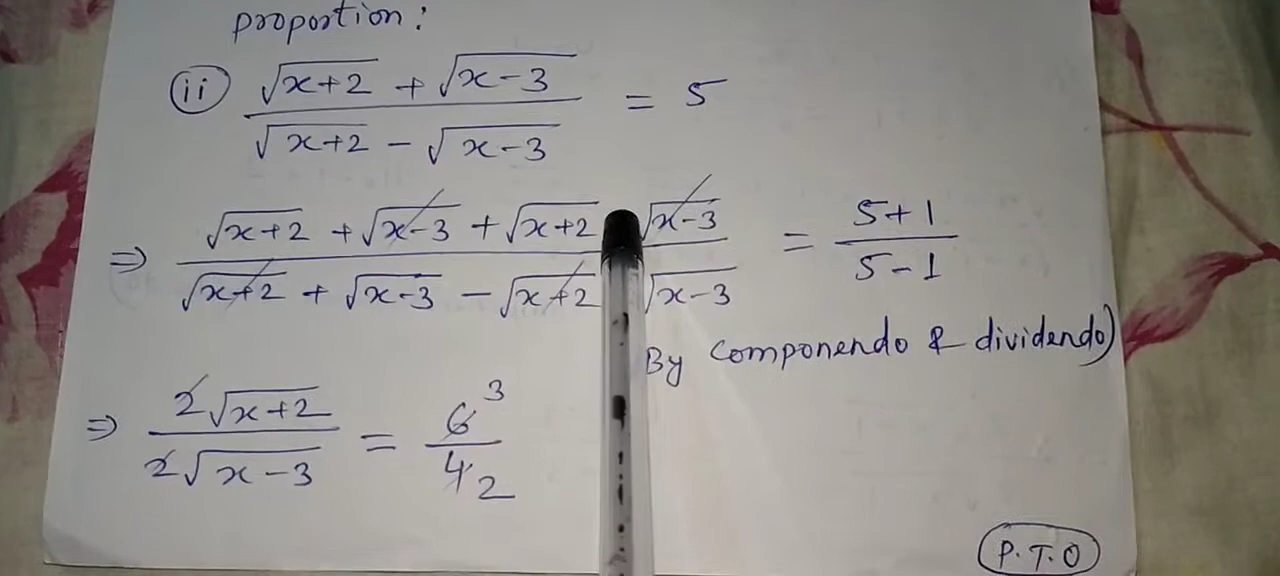 proportion:
(ii) (√(x+2) + √(x-3)) / (√(x+2) - √(x-3)) = 5
⇒ (√(x+2) + √(x-3) + √(x+2) √(x-3)) / (√(x+2) + √(x-3) - √(x+2) √(x-3)) = (5+1) / (5-1)
By componendo & dividendo)
⇒ 2√(x+2) / 2√(x-3) = 6 3 / 4 2
P.T.O